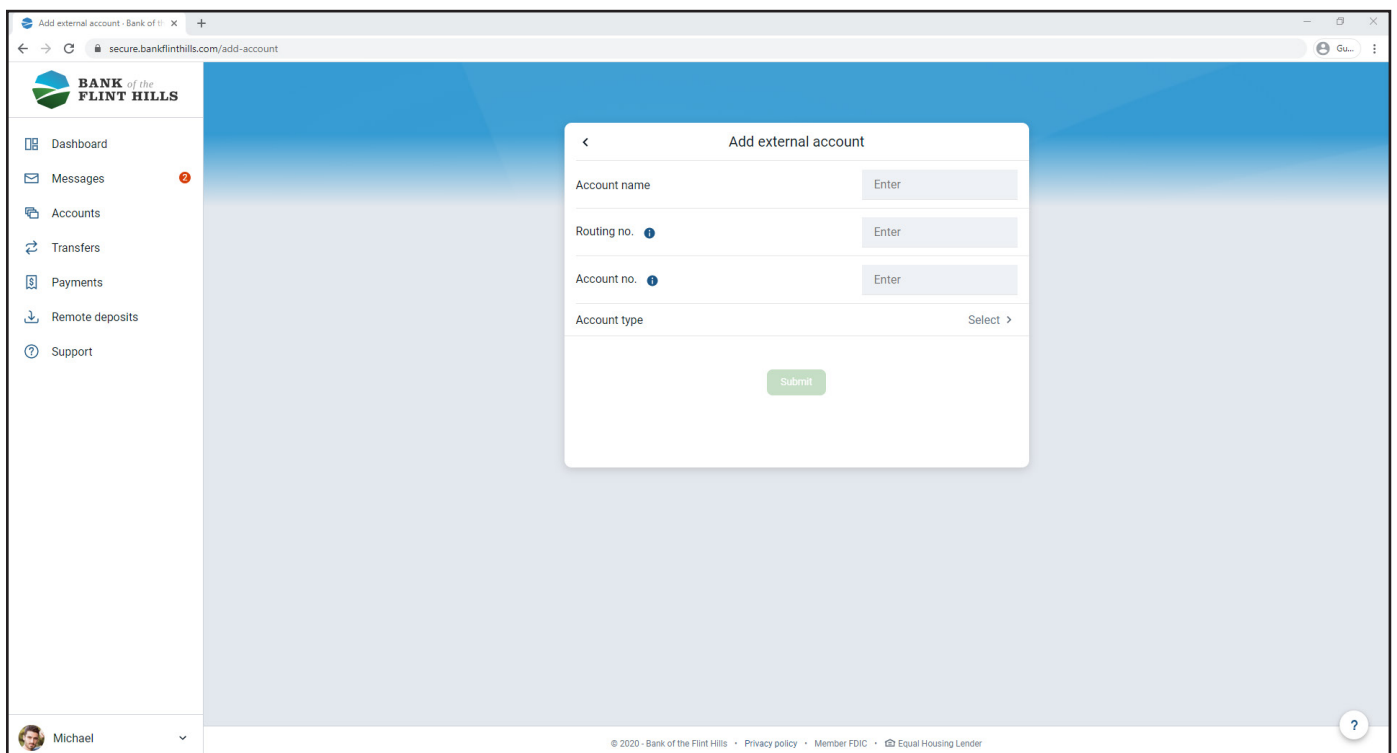 Add external account - Bank of th
secure.bankflinthills.com/add-account
Gu...
BANK of the
FLINT HILLS
Dashboard
Messages 2
Accounts
Transfers
Payments
Remote deposits
Support
Michael
Add external account
Account name Enter
Routing no. Enter
Account no. Enter
Account type Select
Submit
?
© 2020 - Bank of the Flint Hills · Privacy policy · Member FDIC · Equal Housing Lender